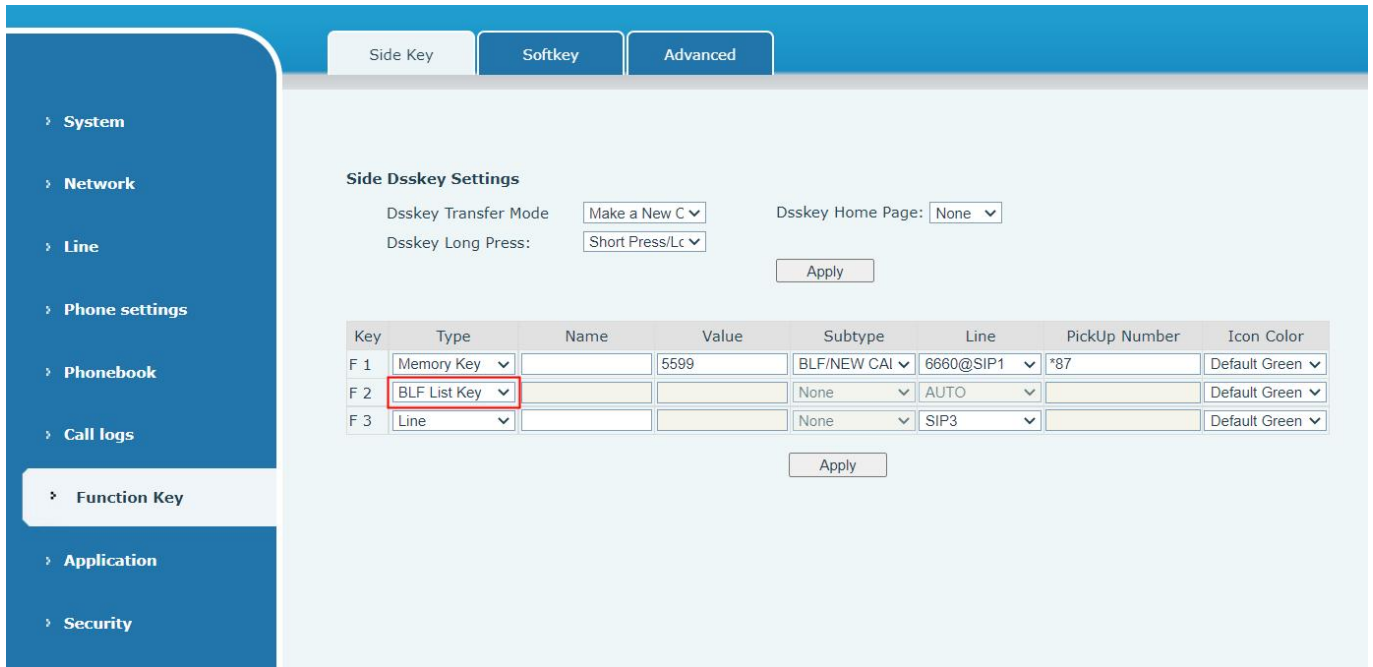 Side Key Softkey Advanced
System
Network
Line
Phone settings
Phonebook
Call logs
Function Key
Application
Security
Side Dsskey Settings
Dsskey Transfer Mode Make a New C Dsskey Home Page: None
Dsskey Long Press: Short Press/Lc
Apply
Key Type Name Value Subtype Line PickUp Number Icon Color
F 1 Memory Key 5599 BLF/NEW CAl 6660@SIP1 *87 Default Green
F 2 BLF List Key None AUTO Default Green
F 3 Line None SIP3 Default Green
Apply